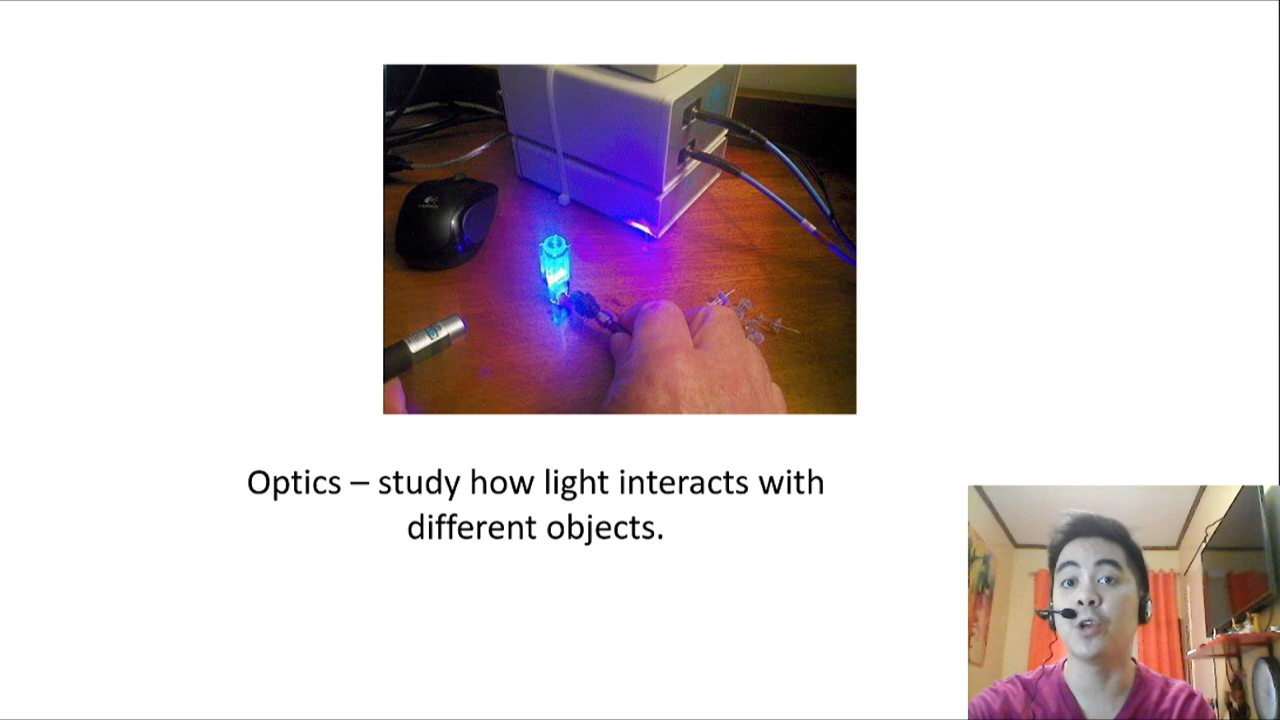 Optics – study how light interacts with
different objects.